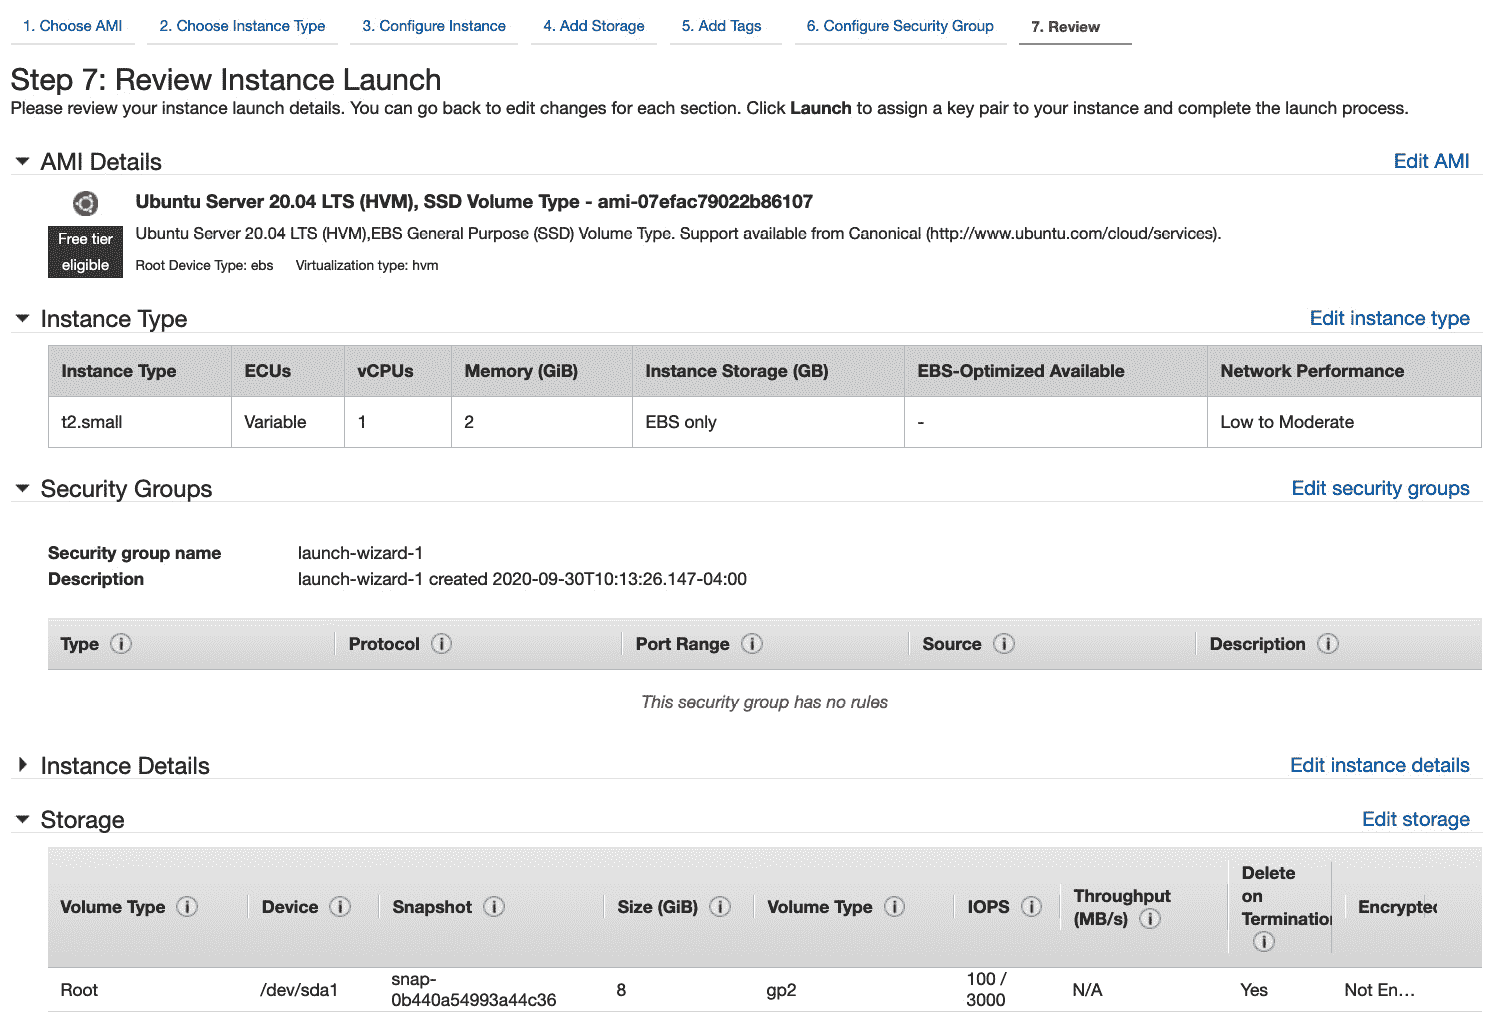 1. Choose AMI 2. Choose Instance Type 3. Configure Instance 4. Add Storage 5. Add Tags 6. Configure Security Group 7. Review
Step 7: Review Instance Launch
Please review your instance launch details. You can go back to edit changes for each section. Click Launch to assign a key pair to your instance and complete the launch process.
AMI Details Edit AMI
Ubuntu Server 20.04 LTS (HVM), SSD Volume Type - ami-07efac79022b86107
Free tier
eligible
Ubuntu Server 20.04 LTS (HVM),EBS General Purpose (SSD) Volume Type. Support available from Canonical (http://www.ubuntu.com/cloud/services).
Root Device Type: ebs Virtualization type: hvm
Instance Type Edit instance type
Instance Type ECUs vCPUs Memory (GiB) Instance Storage (GB) EBS-Optimized Available Network Performance
t2.small Variable 1 2 EBS only - Low to Moderate
Security Groups Edit security groups
Security group name launch-wizard-1
Description launch-wizard-1 created 2020-09-30T10:13:26.147-04:00
Type Protocol Port Range Source Description
This security group has no rules
Instance Details Edit instance details
Storage Edit storage
Volume Type Device Snapshot Size (GiB) Volume Type IOPS Throughput
(MB/s) Delete
on
Termination Encrypted
Root /dev/sda1 snap-
0b440a54993a44c36 8 gp2 100 /
3000 N/A Yes Not En...